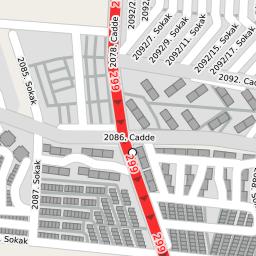 2078. Cadde
2085. Sokak
2092/7. Sokak
2092/9. Sokak
2092/11. Sokak
2092/15. Sokak
2092/17. Sokak
2092. Cadde
299
2086. Cadde
299
2087. Sokak
Sokak
. Sokak
299